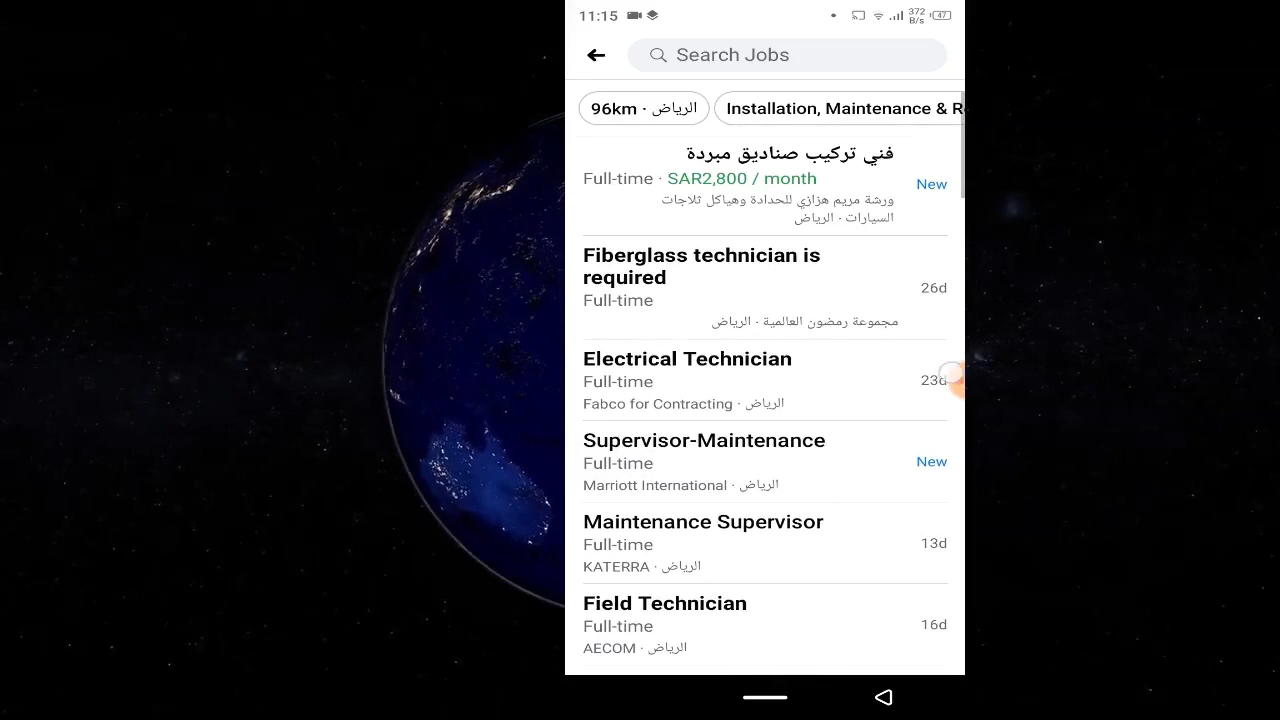 11:15
372
B/s
47
Search Jobs
96km · الرياض
Installation, Maintenance & R
فني تركيب صناديق مبردة
Full-time · SAR2,800 / month
New
ورشة مريم هزازي للحدادة وهياكل ثلاجات
السيارات · الرياض
Fiberglass technician is
required
26d
Full-time
مجموعة رمضون العالمية · الرياض
Electrical Technician
Full-time
23d
Fabco for Contracting · الرياض
Supervisor-Maintenance
Full-time
New
Marriott International · الرياض
Maintenance Supervisor
Full-time
13d
KATERRA · الرياض
Field Technician
Full-time
16d
AECOM · الرياض